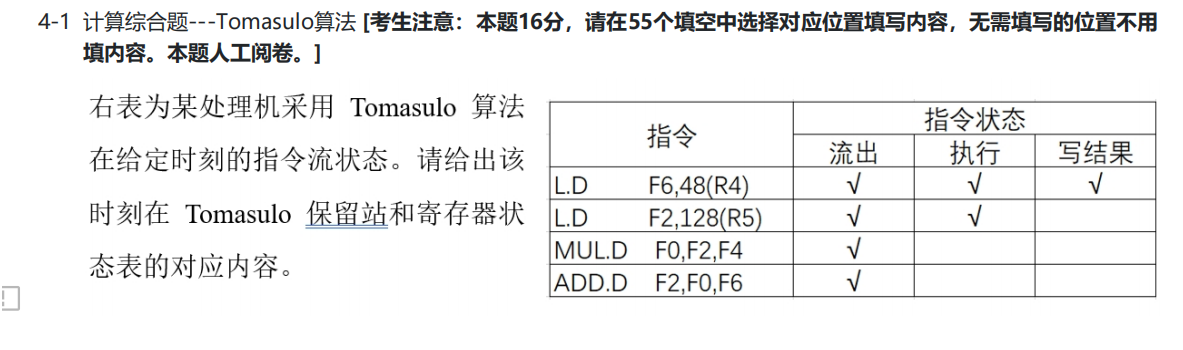 4-1 计算综合题---Tomasulo算法 [考生注意：本题16分，请在55个填空中选择对应位置填写内容，无需填写的位置不用
填内容。本题人工阅卷。]
右表为某处理机采用 Tomasulo 算法
在给定时刻的指令流状态。请给出该
时刻在 Tomasulo 保留站和寄存器状
态表的对应内容。
指令 指令状态
流出 执行 写结果
L.D F6,48(R4) √ √ √
L.D F2,128(R5) √ √
MUL.D F0,F2,F4 √
ADD.D F2,F0,F6 √